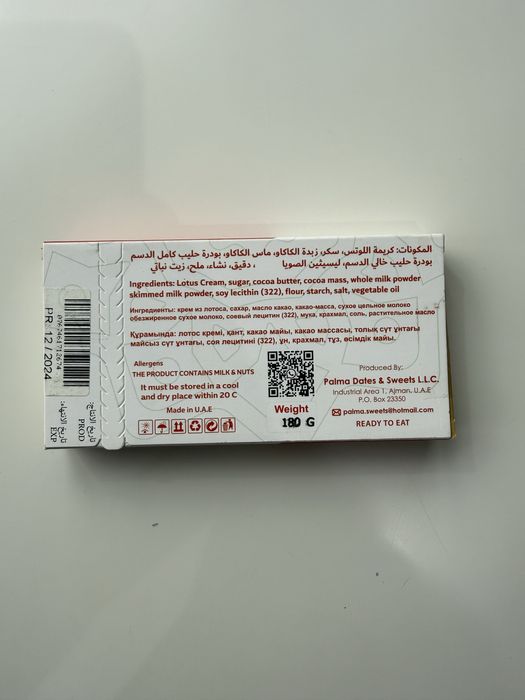 المكونات: كريمة اللوتس، سكر، زبدة الكاكاو، ماس الكاكاو، بودرة حليب كامل الدسم
بودرة حليب خالي الدسم، ليسيثين الصويا ، دقيق، نشاء، ملح، زيت نباتي
Ingredients: Lotus Cream, sugar, cocoa butter, cocoa mass, whole milk powder
skimmed milk powder, soy lecithin (322), flour, starch, salt, vegetable oil
Ингредиенты: крем из лотоса, сахар, масло какао, какао-масса, сухое цельное молоко
обезжиренное сухое молоко, соевый лецитин (322), мука, крахмал, соль, растительное масло
Құрамында: лотос кремі, қант, какао майы, какао массасы, толық сүт ұнтағы
майсыз сүт ұнтағы, соя лецитині (322), ұн, крахмал, тұз, өсімдік майы.
Allergens
THE PRODUCT CONTAINS MILK & NUTS
It must be stored in a cool
and dry place within 20 C
Made in U.A.E
Weight
180 G
Produced By:
Palma Dates & Sweets L.L.C.
Industrial Area 1, Ajman, U.A.E
P.O. Box 23350
palma.sweets@hotmail.com
READY TO EAT
PR 12 / 2024
تاريخ الانتاج:
PROD
تاريخ الانتهاء:
EXP